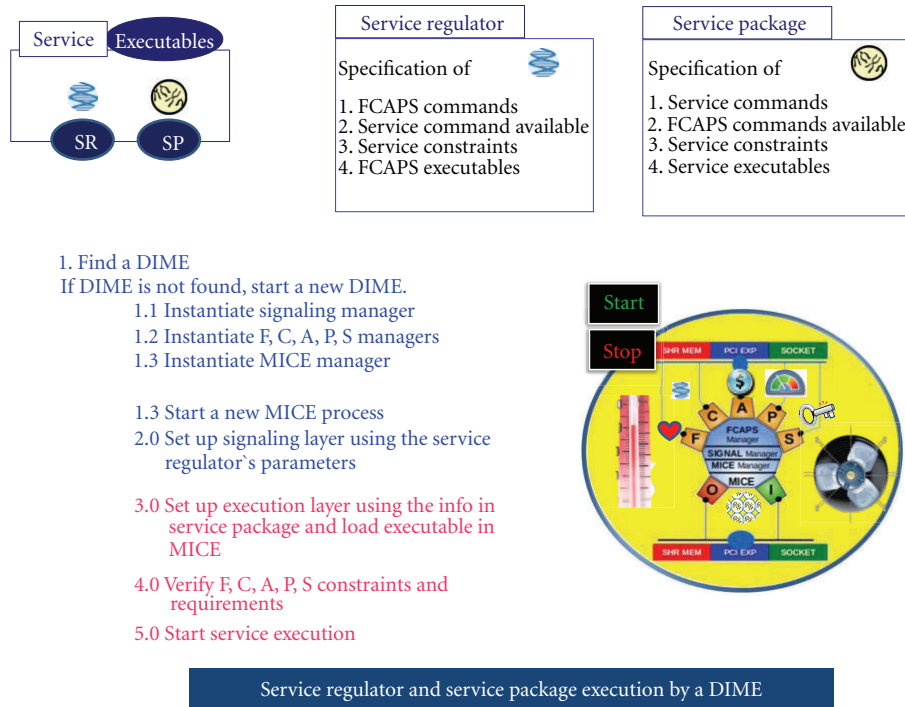 Service
Executables
SR
SP
Service regulator
Specification of
1. FCAPS commands
2. Service command available
3. Service constraints
4. FCAPS executables
Service package
Specification of
1. Service commands
2. FCAPS commands available
3. Service constraints
4. Service executables
1. Find a DIME
If DIME is not found, start a new DIME.
1.1 Instantiate signaling manager
1.2 Instantiate F, C, A, P, S managers
1.3 Instantiate MICE manager
1.3 Start a new MICE process
2.0 Set up signaling layer using the service
regulator`s parameters
3.0 Set up execution layer using the info in
service package and load executable in
MICE
4.0 Verify F, C, A, P, S constraints and
requirements
5.0 Start service execution
Start
Stop
SHR MEM
PCI EXP
SOCKET
$
F
C
A
P
S
FCAPS
Manager
SIGNAL Manager
MICE Manager
MICE
O
I
SHR MEM
PCI EXP
SOCKET
Service regulator and service package execution by a DIME